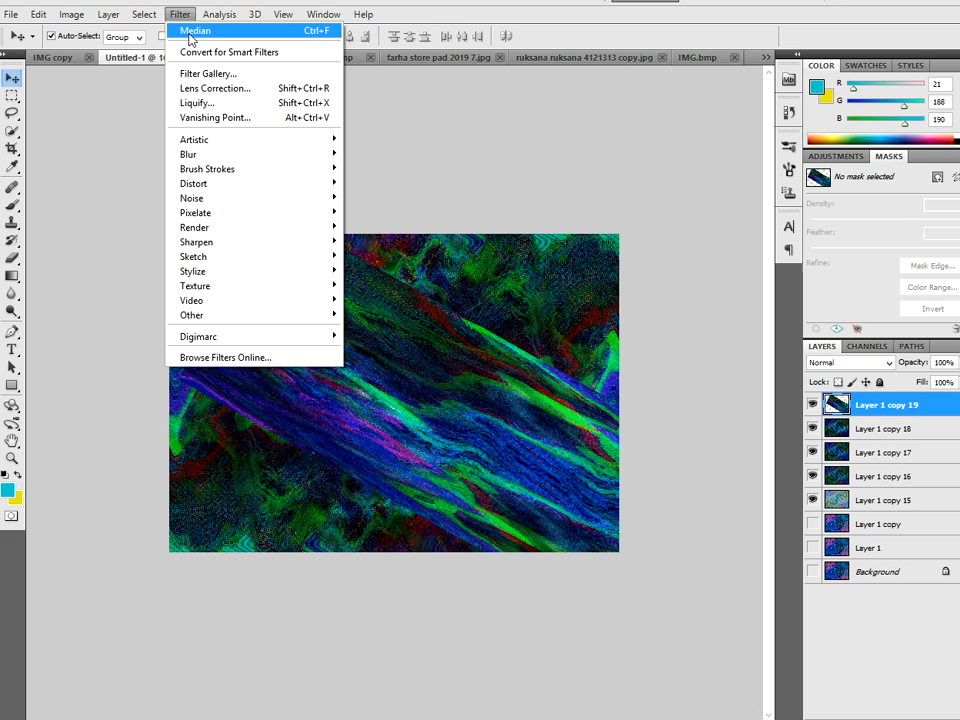 File Edit Image Layer Select Filter Analysis 3D View Window Help
Auto-Select: Group
IMG copy Untitled-1 @ 1 farha store pad 2019 7.jpg ruksana ruksana 4121313 copy.jpg IMG.bmp
Median Ctrl+F
Convert for Smart Filters
Filter Gallery...
Lens Correction... Shift+Ctrl+R
Liquify... Shift+Ctrl+X
Vanishing Point... Alt+Ctrl+V
Artistic
Blur
Brush Strokes
Distort
Noise
Pixelate
Render
Sharpen
Sketch
Stylize
Texture
Video
Other
Digimarc
Browse Filters Online...
COLOR SWATCHES STYLES
R 21
G 188
B 190
ADJUSTMENTS MASKS
No mask selected
Density:
Feather:
Refine: Mask Edge...
Color Range...
Invert
LAYERS CHANNELS PATHS
Normal Opacity: 100%
Lock: Fill: 100%
Layer 1 copy 19
Layer 1 copy 18
Layer 1 copy 17
Layer 1 copy 16
Layer 1 copy 15
Layer 1 copy
Layer 1
Background